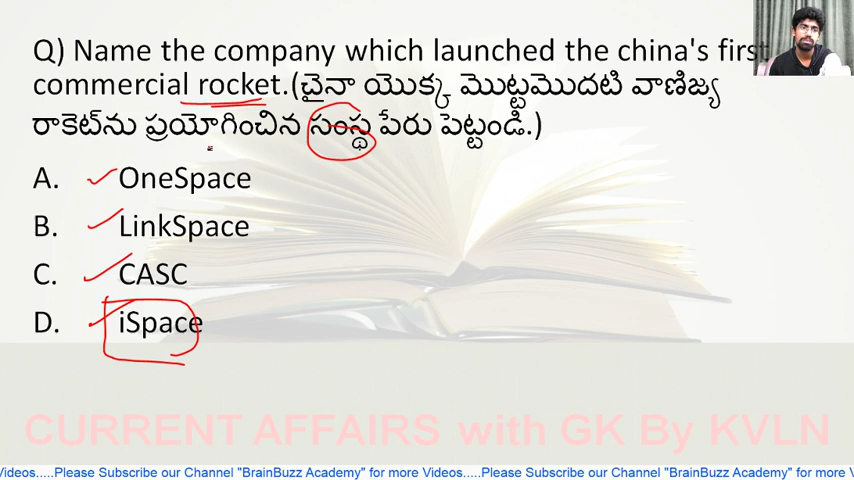 Q) Name the company which launched the china's first
commercial rocket.(చైనా యొక్క మొట్టమొదటి వాణిజ్య
రాకెట్‌ను ప్రయోగించిన సంస్థ పేరు పెట్టండి.)
A. OneSpace
B. LinkSpace
C. CASC
D. iSpace
CURRENT AFFAIRS with GK By KVLN
Videos.....Please Subscribe our Channel "BrainBuzz Academy" for more Videos.....Please Subscribe our Channel "BrainBuzz Academy" for more V